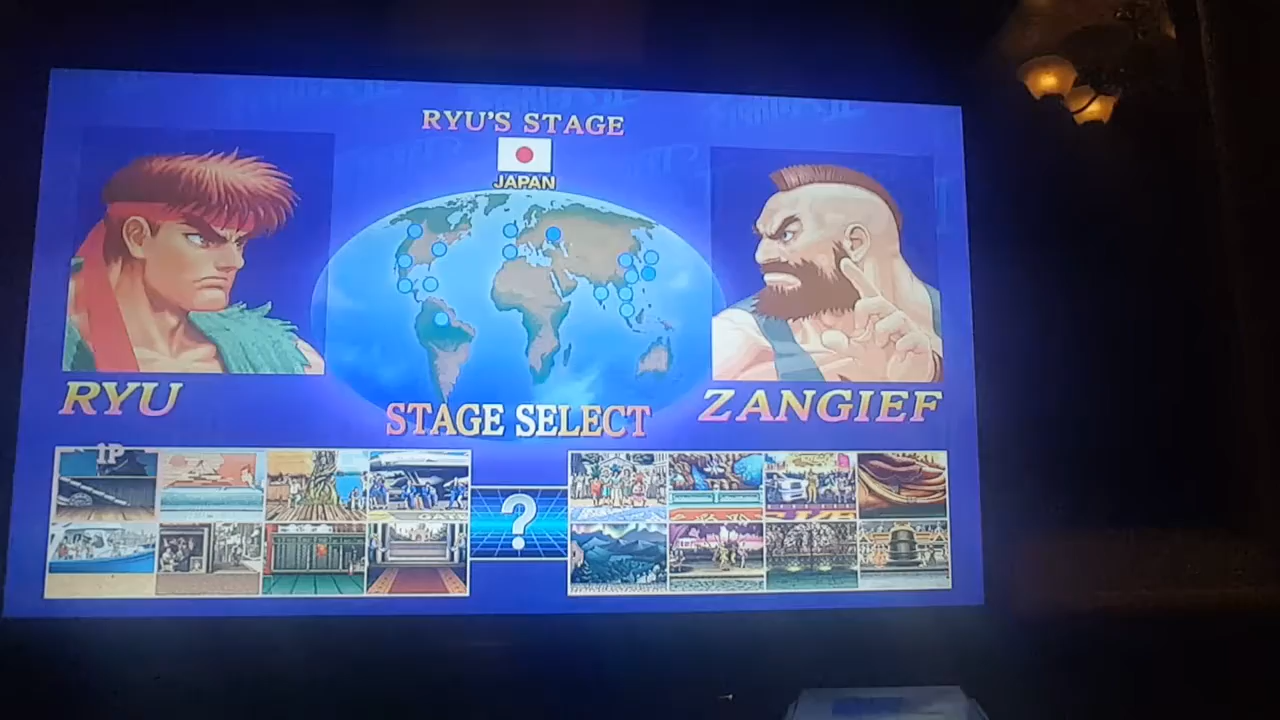 RYU'S STAGE
JAPAN
RYU
ZANGIEF
STAGE SELECT
1P
?